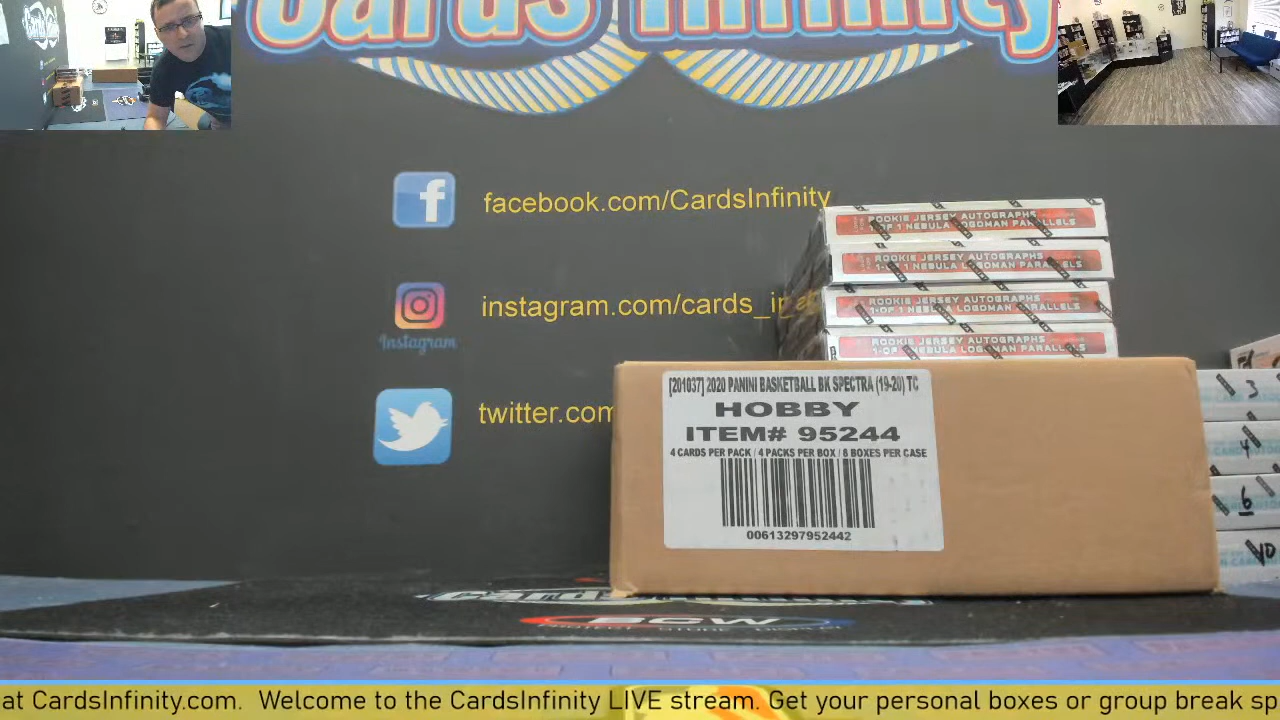 Cards Infinity
facebook.com/CardsInfinity
instagram.com/cards_in
Instagram
twitter.com
ROOKIE JERSEY AUTOGRAPHS
1-OF-1 NEBULA LOGOMAN PARALLELS
ROOKIE JERSEY AUTOGRAPHS
1-OF-1 NEBULA LOGOMAN PARALLELS
ROOKIE JERSEY AUTOGRAPHS
1-OF-1 NEBULA LOGOMAN PARALLELS
ROOKIE JERSEY AUTOGRAPHS
1-OF-1 NEBULA LOGOMAN PARALLELS
[201037] 2020 PANINI BASKETBALL BK SPECTRA (19-20) TC
HOBBY
ITEM# 95244
4 CARDS PER PACK / 4 PACKS PER BOX / 8 BOXES PER CASE
00613297952442
3
4
6
10
BCW
at CardsInfinity.com. Welcome to the CardsInfinity LIVE stream. Get your personal boxes or group break sp